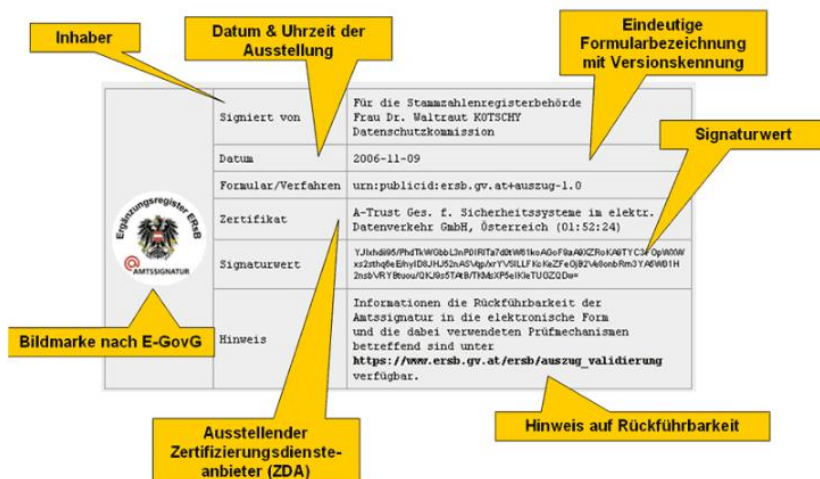 Inhaber
Datum & Uhrzeit der
Ausstellung
Eindeutige
Formularbezeichnung
mit Versionskennung
Signaturwert
Signiert von
Für die Stammzahlenregisterbehörde
Frau Dr. Waltraut KOTSCHY
Datenschutzkommission
Datum
2006-11-09
Formular/Verfahren
urn:publicid:ersb.gv.at+auszug-1.0
Zertifikat
A-Trust Ges. f. Sicherheitssysteme im elektr.
Datenverkehr GmbH, Österreich (01:52:24)
Signaturwert
Hinweis
Informationen die Rückführbarkeit der
Amtssignatur in die elektronische Form
und die dabei verwendeten Prüfmechanismen
betreffend sind unter
https://www.ersb.gv.at/ersb/auszug_validierung
verfügbar.
Ergänzungsregister ERsB
@AMTSSIGNATUR
Bildmarke nach E-GovG
Ausstellender
Zertifizierungsdienste-
anbieter (ZDA)
Hinweis auf Rückführbarkeit